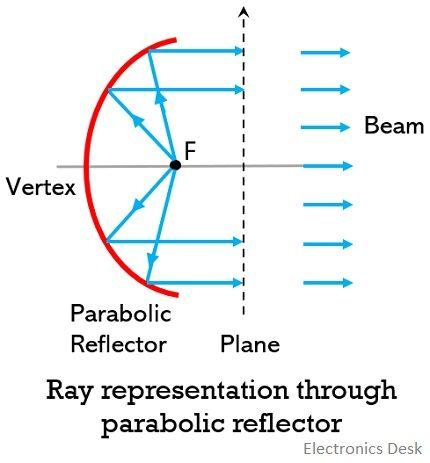 F
Beam
Vertex
Parabolic
Reflector
Plane
Ray representation through
parabolic reflector
Electronics Desk